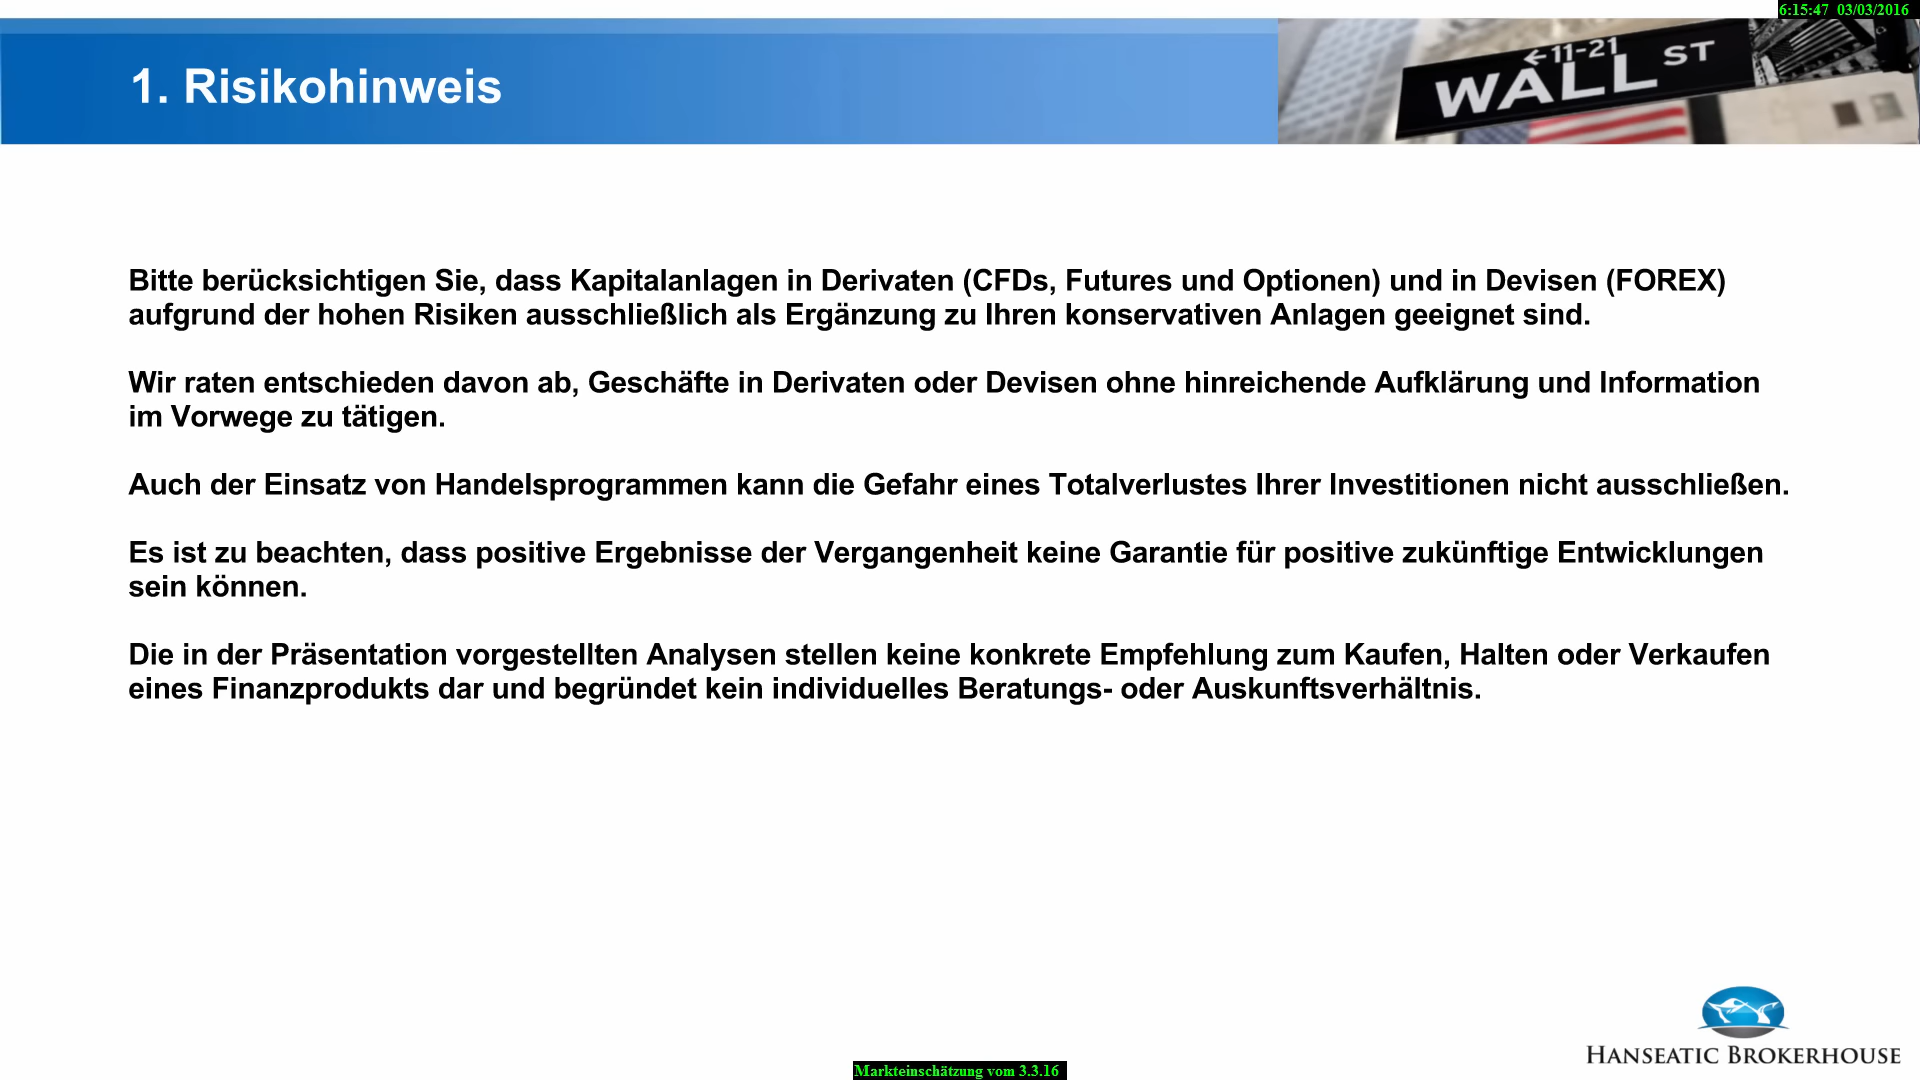 6:15:47 03/03/2016
←11-21
WALL ST
1. Risikohinweis
Bitte berücksichtigen Sie, dass Kapitalanlagen in Derivaten (CFDs, Futures und Optionen) und in Devisen (FOREX)
aufgrund der hohen Risiken ausschließlich als Ergänzung zu Ihren konservativen Anlagen geeignet sind.
Wir raten entschieden davon ab, Geschäfte in Derivaten oder Devisen ohne hinreichende Aufklärung und Information
im Vorwege zu tätigen.
Auch der Einsatz von Handelsprogrammen kann die Gefahr eines Totalverlustes Ihrer Investitionen nicht ausschließen.
Es ist zu beachten, dass positive Ergebnisse der Vergangenheit keine Garantie für positive zukünftige Entwicklungen
sein können.
Die in der Präsentation vorgestellten Analysen stellen keine konkrete Empfehlung zum Kaufen, Halten oder Verkaufen
eines Finanzprodukts dar und begründet kein individuelles Beratungs- oder Auskunftsverhältnis.
HANSEATIC BROKERHOUSE
Markteinschätzung vom 3.3.16